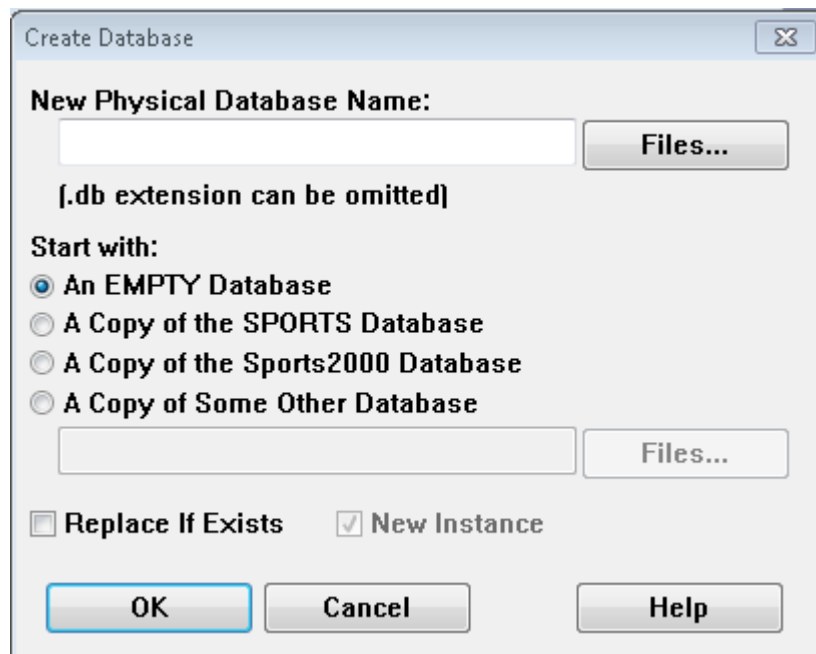 Create Database
New Physical Database Name:
Files...
(.db extension can be omitted)
Start with:
An EMPTY Database
A Copy of the SPORTS Database
A Copy of the Sports2000 Database
A Copy of Some Other Database
Files...
Replace If Exists New Instance
OK Cancel Help